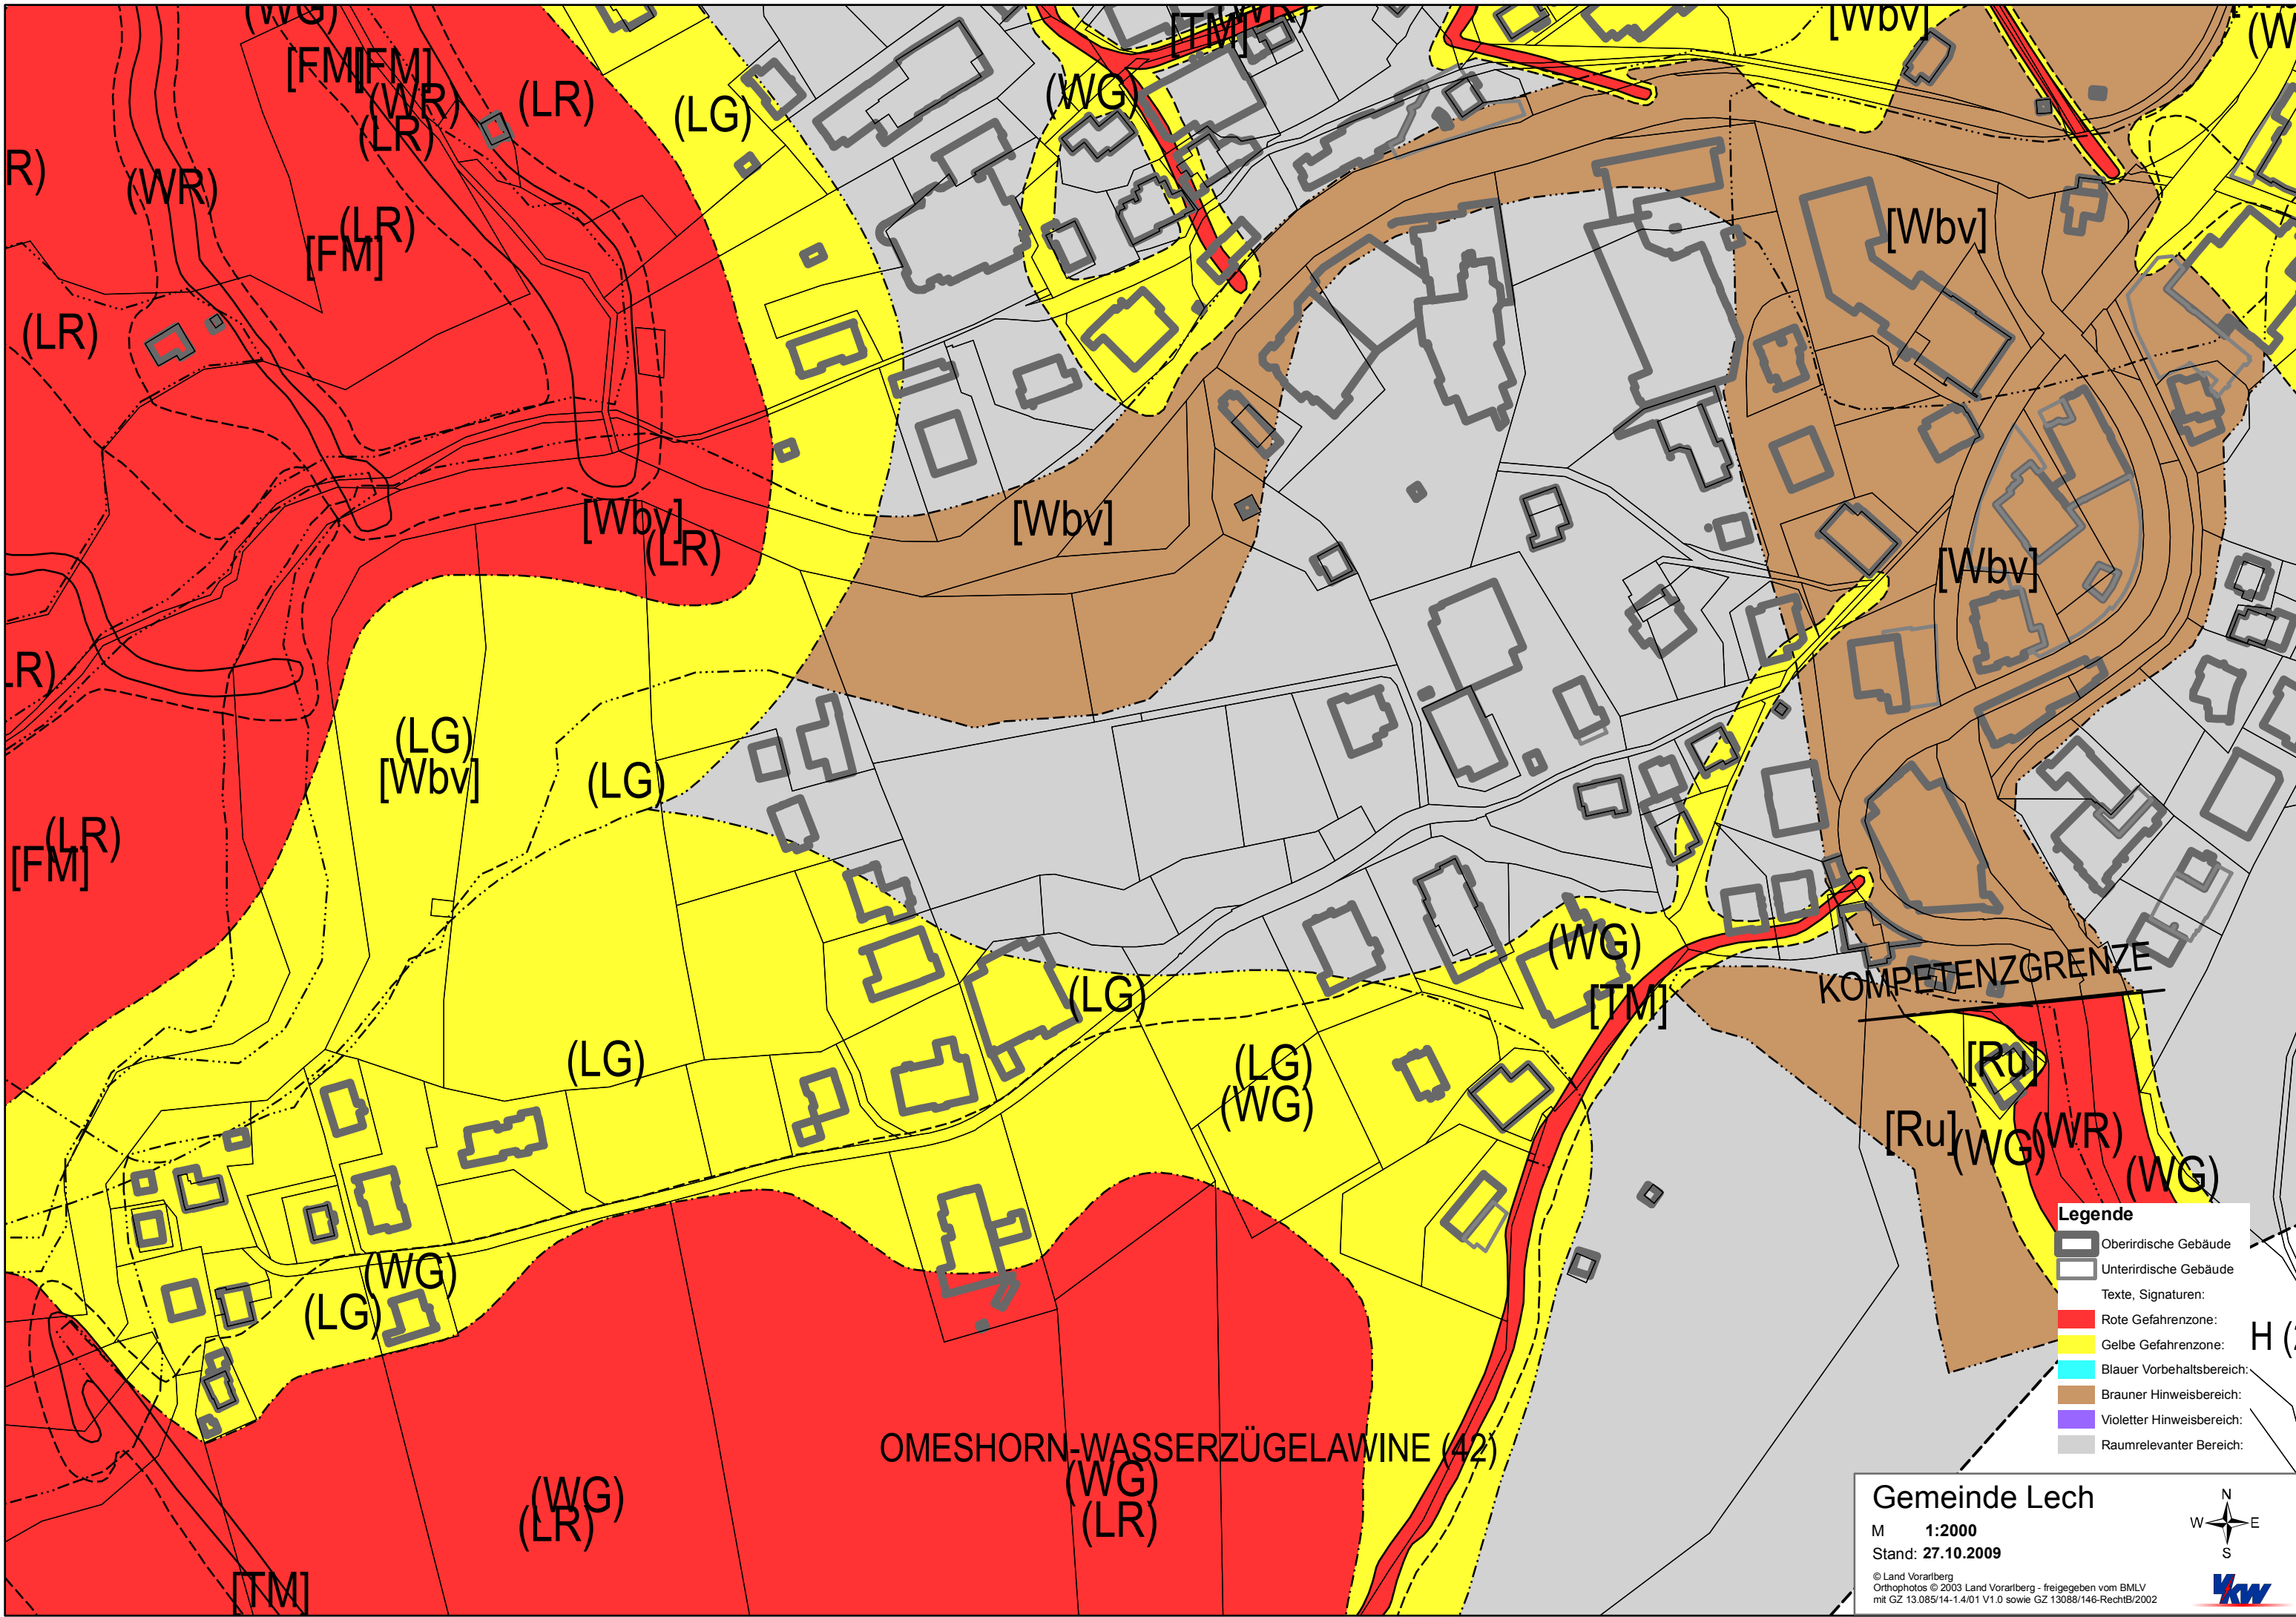 (WG)
[FM]
[FM]
(WR)
(LR)
(LR)
(LG)
(WG)
[TM]
(WR)
[Wbv]
(W
R)
(WR)
(LR)
[FM]
(LR)
[Wbv]
[Wbv]
(LR)
[Wbv]
[Wbv]
LR)
(LG)
[Wbv]
(LG)
(LR)
[FM]
(WG)
[TM]
KOMPETENZGRENZE
(LG)
(LG)
(LG)
(WG)
[Ru]
[Ru]
(WG)
(WR)
(WG)
(WG)
(LG)
OMESHORN-WASSERZÜGELAWINE (42)
(WG)
(LR)
(WG)
(LR)
[TM]
H (
Legende
Oberirdische Gebäude
Unterirdische Gebäude
Texte, Signaturen:
Rote Gefahrenzone:
Gelbe Gefahrenzone:
Blauer Vorbehaltsbereich:
Brauner Hinweisbereich:
Violetter Hinweisbereich:
Raumrelevanter Bereich:
Gemeinde Lech
M 1:2000
Stand: 27.10.2009
© Land Vorarlberg
Orthophotos © 2003 Land Vorarlberg - freigegeben vom BMLV
mit GZ 13.085/14-1.4/01 V1.0 sowie GZ 13088/146-RechtB/2002
N
W E
S
VKW